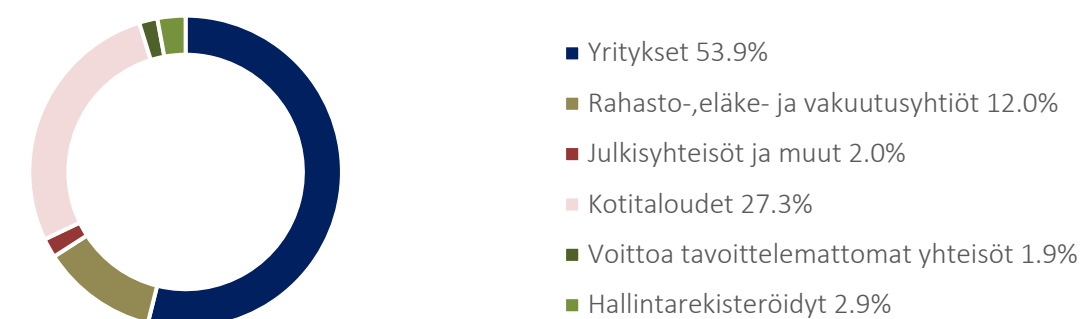 Yritykset 53.9%
Rahasto-,eläke- ja vakuutusyhtiöt 12.0%
Julkisyhteisöt ja muut 2.0%
Kotitaloudet 27.3%
Voittoa tavoittelemattomat yhteisöt 1.9%
Hallintarekisteröidyt 2.9%